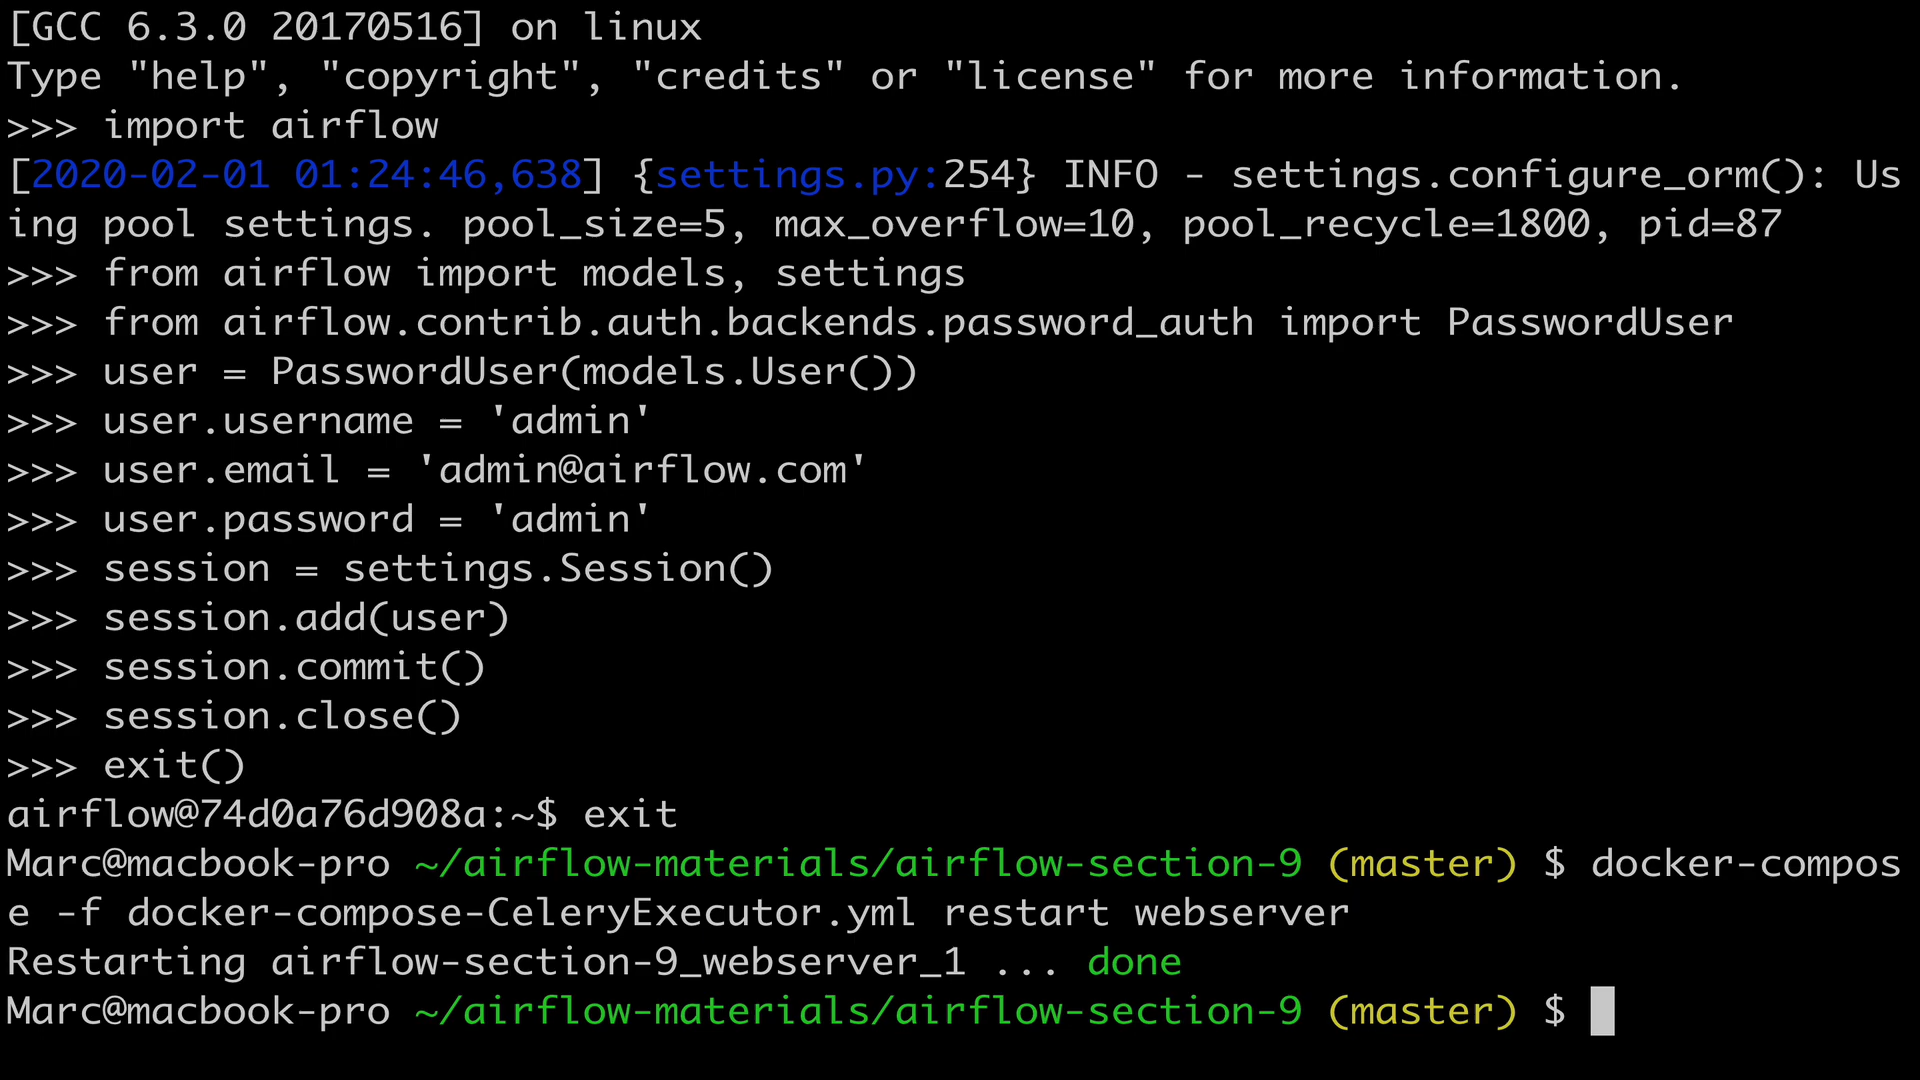 [GCC 6.3.0 20170516] on linux
Type "help", "copyright", "credits" or "license" for more information.
>>> import airflow
[2020-02-01 01:24:46,638] {settings.py:254} INFO - settings.configure_orm(): Us
ing pool settings. pool_size=5, max_overflow=10, pool_recycle=1800, pid=87
>>> from airflow import models, settings
>>> from airflow.contrib.auth.backends.password_auth import PasswordUser
>>> user = PasswordUser(models.User())
>>> user.username = 'admin'
>>> user.email = 'admin@airflow.com'
>>> user.password = 'admin'
>>> session = settings.Session()
>>> session.add(user)
>>> session.commit()
>>> session.close()
>>> exit()
airflow@74d0a76d908a:~$ exit
Marc@macbook-pro ~/airflow-materials/airflow-section-9 (master) $ docker-compos
e -f docker-compose-CeleryExecutor.yml restart webserver
Restarting airflow-section-9_webserver_1 ... done
Marc@macbook-pro ~/airflow-materials/airflow-section-9 (master) $